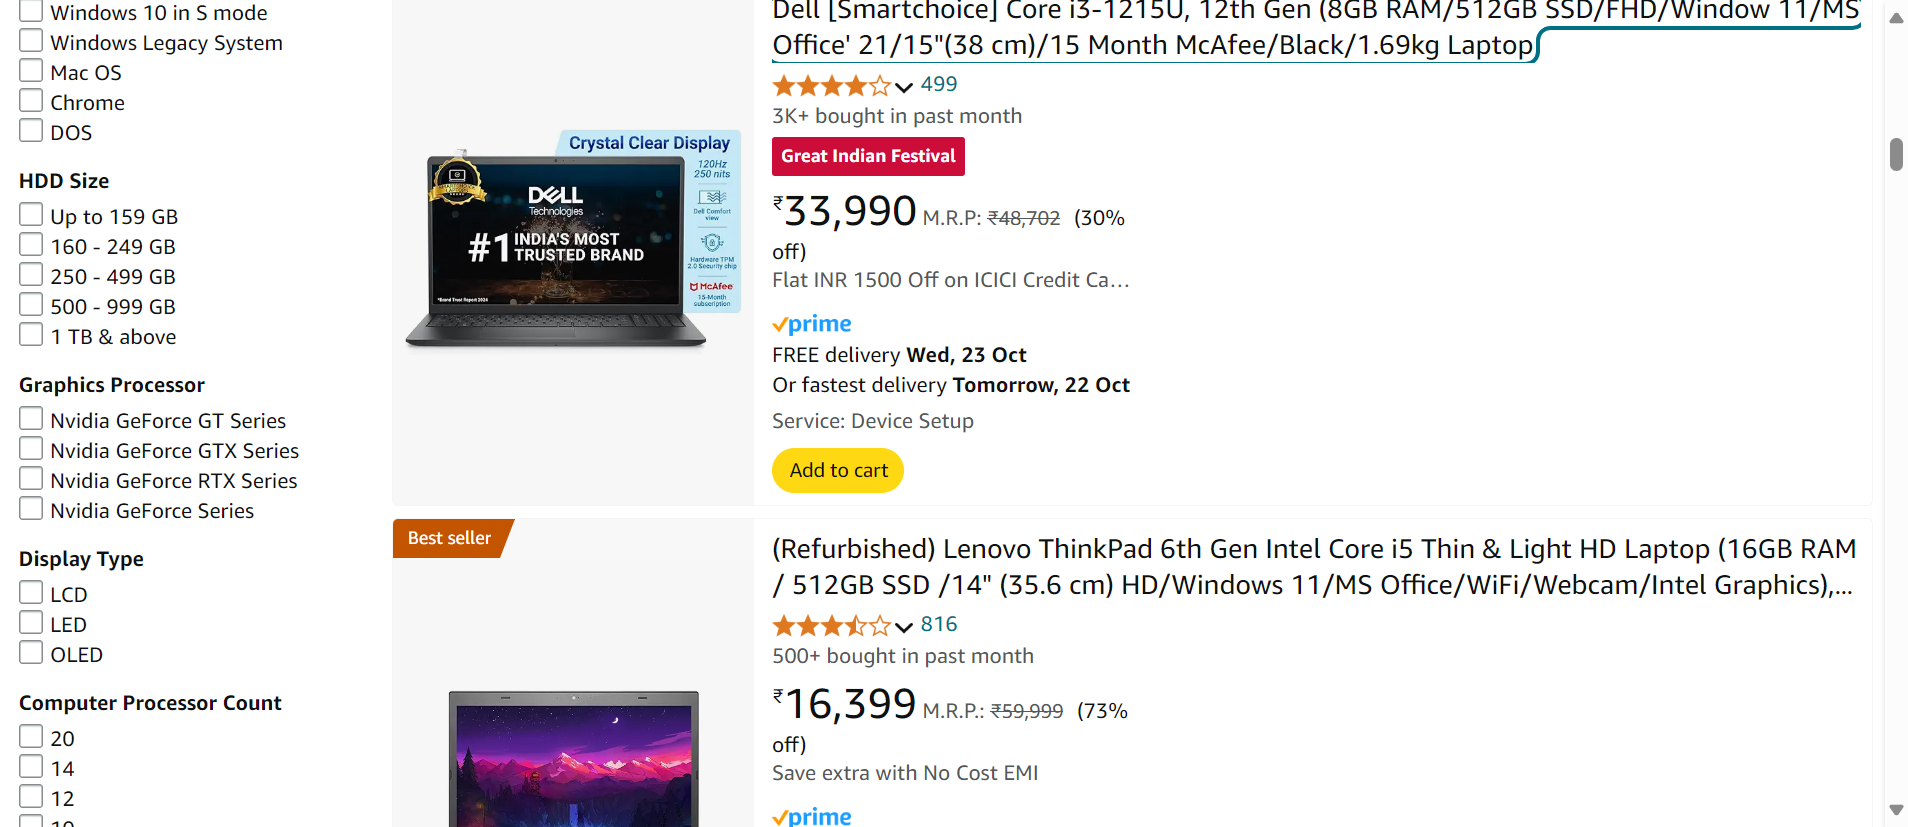 Windows 10 in S mode
Windows Legacy System
Mac OS
Chrome
DOS
HDD Size
Up to 159 GB
160 - 249 GB
250 - 499 GB
500 - 999 GB
1 TB & above
Graphics Processor
Nvidia GeForce GT Series
Nvidia GeForce GTX Series
Nvidia GeForce RTX Series
Nvidia GeForce Series
Display Type
LCD
LED
OLED
Computer Processor Count
20
14
12
Crystal Clear Display
120Hz
250 nits
Dell Comfort
view
Hardware TPM
2.0 Security chip
McAfee
15-Month
subscription
DELL
Technologies
#1 INDIA'S MOST
TRUSTED BRAND
*Brand Trust Report 2024
Dell [Smartchoice] Core i3-1215U, 12th Gen (8GB RAM/512GB SSD/FHD/Window 11/MS
Office' 21/15"(38 cm)/15 Month McAfee/Black/1.69kg Laptop
499
3K+ bought in past month
Great Indian Festival
₹33,990 M.R.P: ₹48,702 (30%
off)
Flat INR 1500 Off on ICICI Credit Ca…
prime
FREE delivery Wed, 23 Oct
Or fastest delivery Tomorrow, 22 Oct
Service: Device Setup
Add to cart
Best seller
(Refurbished) Lenovo ThinkPad 6th Gen Intel Core i5 Thin & Light HD Laptop (16GB RAM
/ 512GB SSD /14" (35.6 cm) HD/Windows 11/MS Office/WiFi/Webcam/Intel Graphics),...
816
500+ bought in past month
₹16,399 M.R.P.: ₹59,999 (73%
off)
Save extra with No Cost EMI
prime